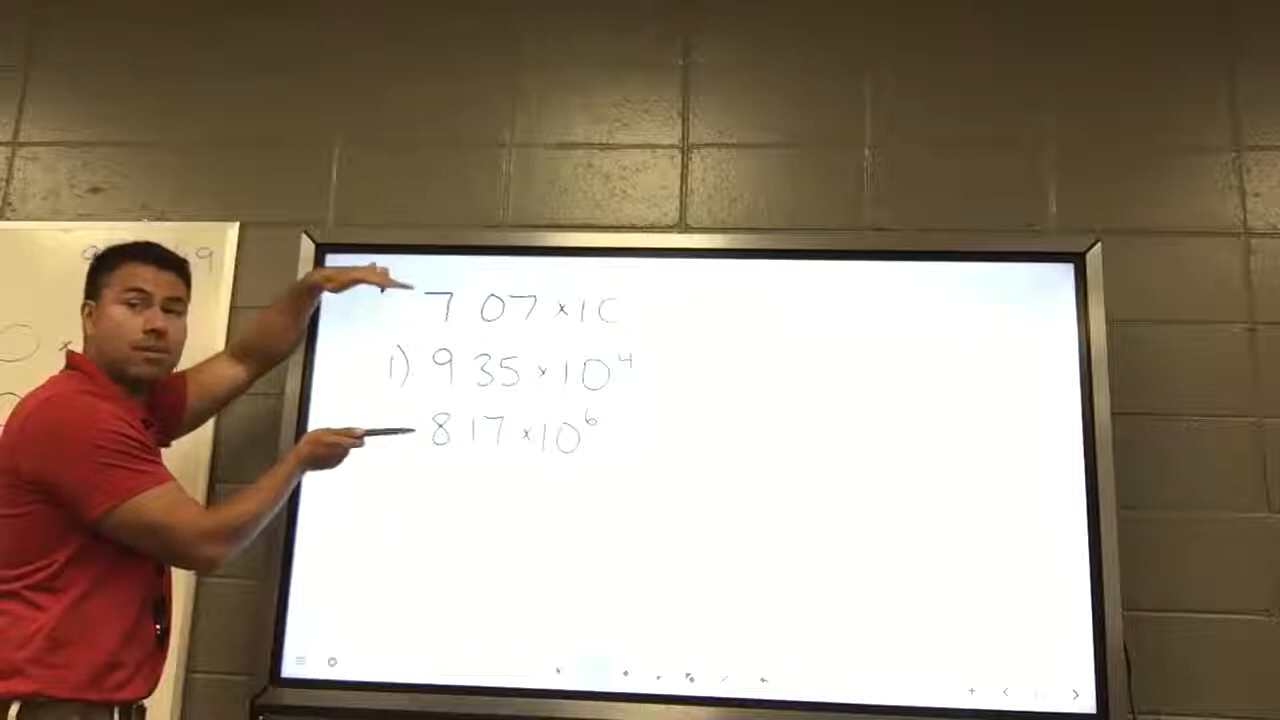 7 07 × 10
1) 9 35 × 10⁴
8 17 × 10⁶